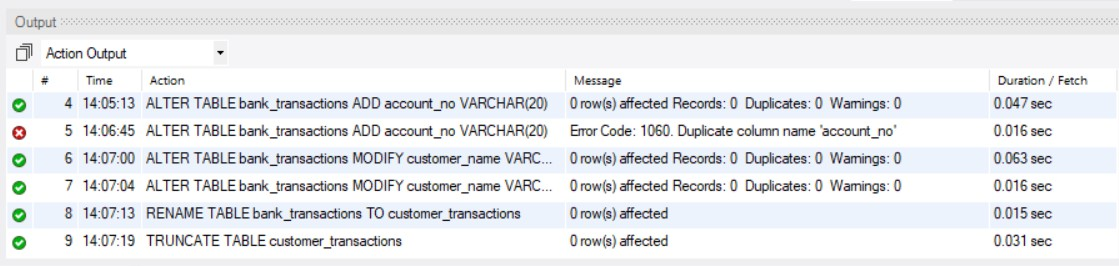 Output
Action Output
# Time Action Message Duration / Fetch
4 14:05:13 ALTER TABLE bank_transactions ADD account_no VARCHAR(20) 0 row(s) affected Records: 0 Duplicates: 0 Warnings: 0 0.047 sec
5 14:06:45 ALTER TABLE bank_transactions ADD account_no VARCHAR(20) Error Code: 1060. Duplicate column name 'account_no' 0.016 sec
6 14:07:00 ALTER TABLE bank_transactions MODIFY customer_name VARC... 0 row(s) affected Records: 0 Duplicates: 0 Warnings: 0 0.063 sec
7 14:07:04 ALTER TABLE bank_transactions MODIFY customer_name VARC... 0 row(s) affected Records: 0 Duplicates: 0 Warnings: 0 0.016 sec
8 14:07:13 RENAME TABLE bank_transactions TO customer_transactions 0 row(s) affected 0.015 sec
9 14:07:19 TRUNCATE TABLE customer_transactions 0 row(s) affected 0.031 sec